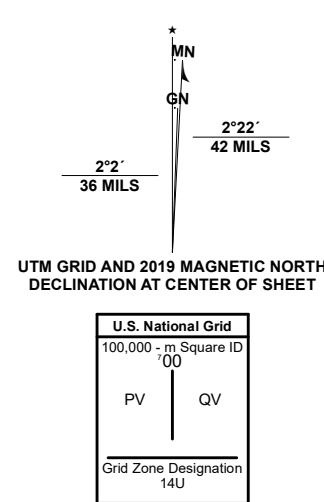 ★
MN
GN
2°22´
42 MILS
2°2´
36 MILS
UTM GRID AND 2019 MAGNETIC NORTH
DECLINATION AT CENTER OF SHEET
U.S. National Grid
100,000 - m Square ID
⁷00
PV QV
Grid Zone Designation
14U